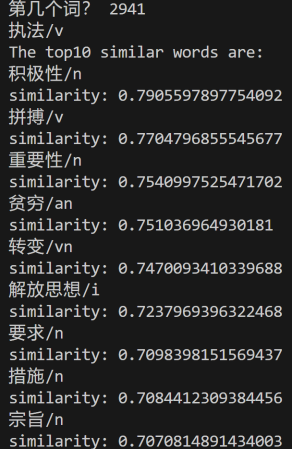 第几个词? 2941
执法/v
The top10 similar words are:
积极性/n
similarity: 0.7905597897754092
拼搏/v
similarity: 0.7704796855545677
重要性/n
similarity: 0.7540997525471702
贫穷/an
similarity: 0.751036964930181
转变/vn
similarity: 0.7470093410339688
解放思想/i
similarity: 0.7237969396322468
要求/n
similarity: 0.7098398151569437
措施/n
similarity: 0.7084412309384456
宗旨/n
similarity: 0.7070814891434003